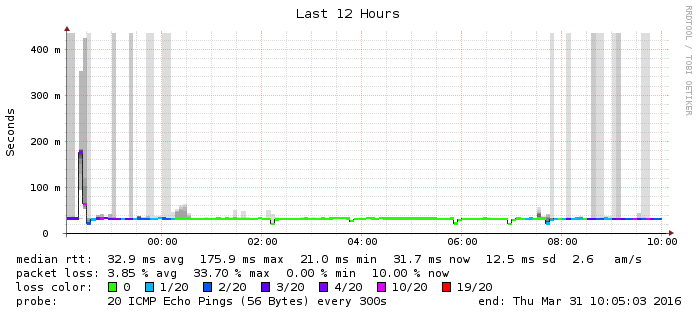 Last 12 Hours
RRDTOOL / TOBI OETIKER
Seconds
400 m
300 m
200 m
100 m
0
00:00 02:00 04:00 06:00 08:00 10:00
median rtt: 32.9 ms avg 175.9 ms max 21.0 ms min 31.7 ms now 12.5 ms sd 2.6 am/s
packet loss: 3.85 % avg 33.70 % max 0.00 % min 10.00 % now
loss color: 0 1/20 2/20 3/20 4/20 10/20 19/20
probe: 20 ICMP Echo Pings (56 Bytes) every 300s end: Thu Mar 31 10:05:03 2016